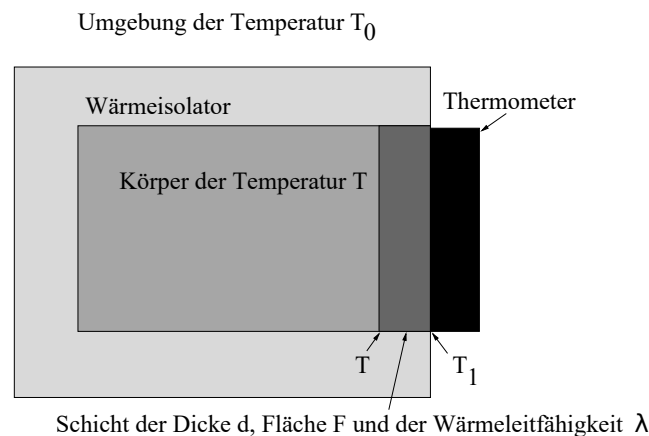 Umgebung der Temperatur T0
Wärmeisolator
Thermometer
Körper der Temperatur T
T
T1
Schicht der Dicke d, Fläche F und der Wärmeleitfähigkeit λ